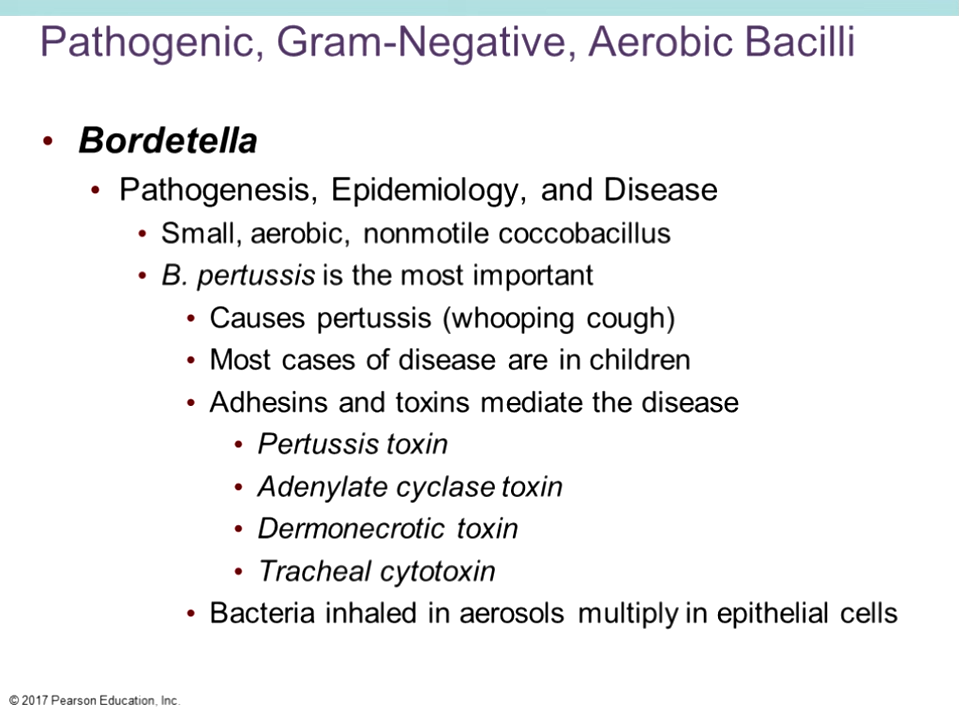 Pathogenic, Gram-Negative, Aerobic Bacilli
• Bordetella
• Pathogenesis, Epidemiology, and Disease
• Small, aerobic, nonmotile coccobacillus
• B. pertussis is the most important
• Causes pertussis (whooping cough)
• Most cases of disease are in children
• Adhesins and toxins mediate the disease
• Pertussis toxin
• Adenylate cyclase toxin
• Dermonecrotic toxin
• Tracheal cytotoxin
• Bacteria inhaled in aerosols multiply in epithelial cells
© 2017 Pearson Education, Inc.